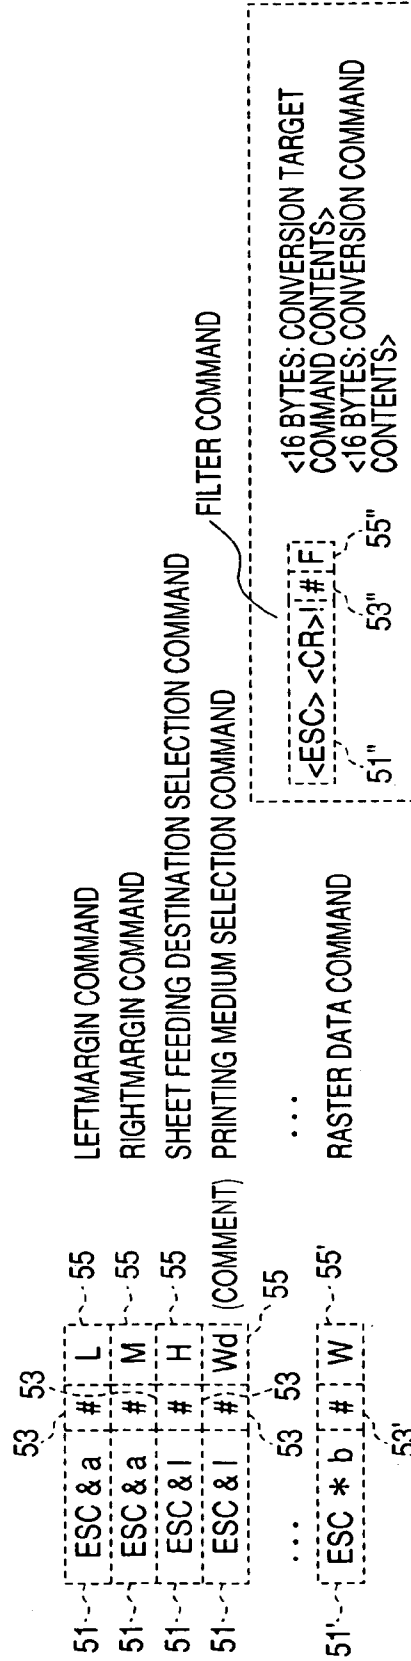 53
51 ESC & a # L 55 LEFTMARGIN COMMAND
53
51 ESC & a # M 55 RIGHTMARGIN COMMAND
51 ESC & l # H 55 SHEET FEEDING DESTINATION SELECTION COMMAND
53
51 ESC & l # Wd (COMMENT) PRINTING MEDIUM SELECTION COMMAND
53 55
... ...
51' ESC * b # W 55' RASTER DATA COMMAND
53'
FILTER COMMAND
<ESC> <CR>! # F
51" 53" 55"
<16 BYTES: CONVERSION TARGET
COMMAND CONTENTS>
<16 BYTES: CONVERSION COMMAND
CONTENTS>